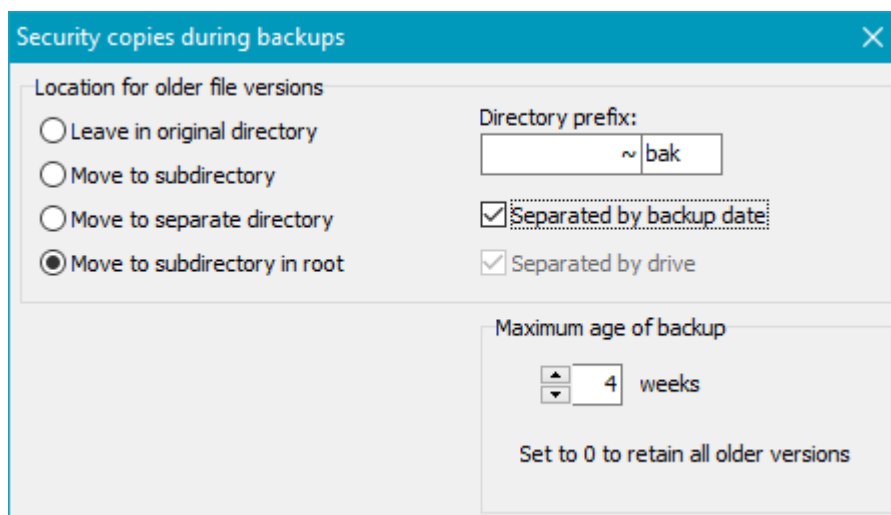 Security copies during backups
Location for older file versions
Leave in original directory
Move to subdirectory
Move to separate directory
Move to subdirectory in root
Directory prefix:
~ bak
Separated by backup date
Separated by drive
Maximum age of backup
4 weeks
Set to 0 to retain all older versions